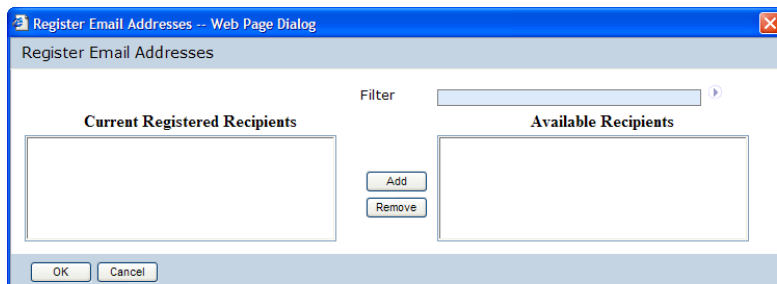 Register Email Addresses -- Web Page Dialog
Register Email Addresses
Filter
Current Registered Recipients
Available Recipients
Add
Remove
OK
Cancel